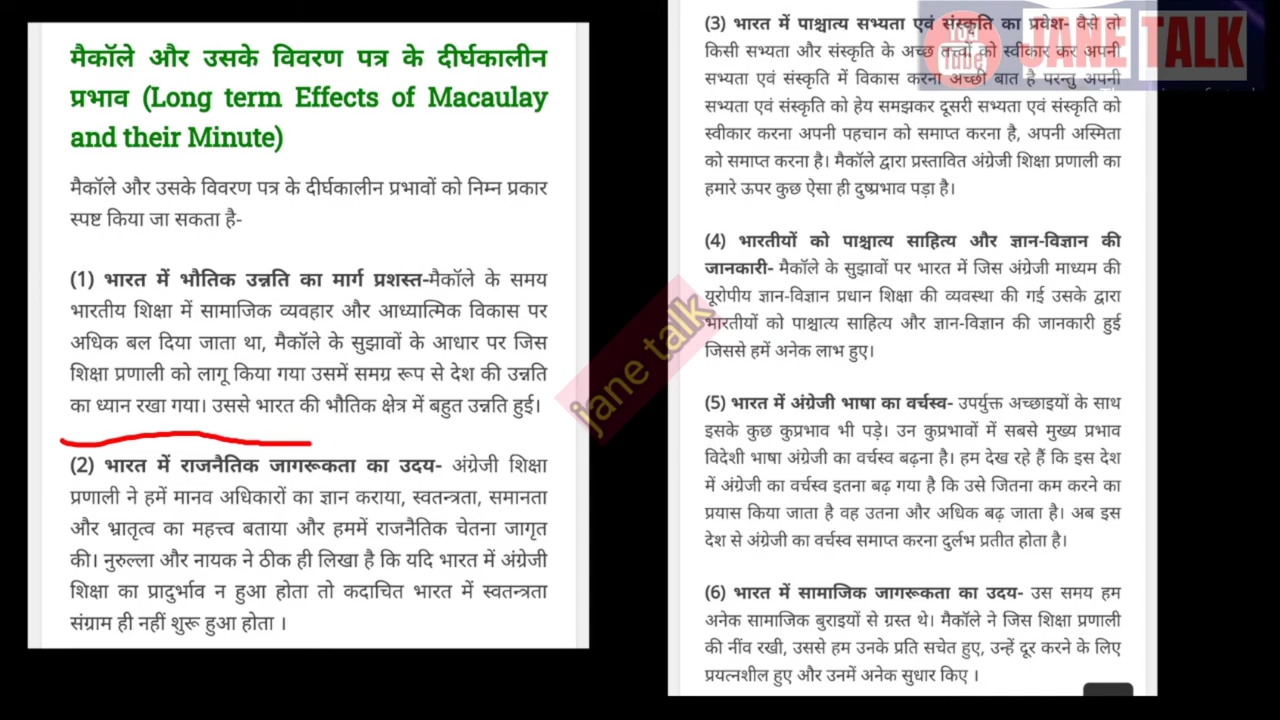 मैकॉले और उसके विवरण पत्र के दीर्घकालीन
प्रभाव (Long term Effects of Macaulay
and their Minute)
मैकॉले और उसके विवरण पत्र के दीर्घकालीन प्रभावों को निम्न प्रकार
स्पष्ट किया जा सकता है-
(1) भारत में भौतिक उन्नति का मार्ग प्रशस्त-मैकॉले के समय
भारतीय शिक्षा में सामाजिक व्यवहार और आध्यात्मिक विकास पर
अधिक बल दिया जाता था, मैकॉले के सुझावों के आधार पर जिस
शिक्षा प्रणाली को लागू किया गया उसमें समग्र रूप से देश की उन्नति
का ध्यान रखा गया। उससे भारत की भौतिक क्षेत्र में बहुत उन्नति हुई।
(2) भारत में राजनैतिक जागरूकता का उदय- अंग्रेजी शिक्षा
प्रणाली ने हमें मानव अधिकारों का ज्ञान कराया, स्वतन्त्रता, समानता
और भ्रातृत्व का महत्त्व बताया और हममें राजनैतिक चेतना जागृत
की। नुरुल्ला और नायक ने ठीक ही लिखा है कि यदि भारत में अंग्रेजी
शिक्षा का प्रादुर्भाव न हुआ होता तो कदाचित भारत में स्वतन्त्रता
संग्राम ही नहीं शुरू हुआ होता ।
(3) भारत में पाश्चात्य सभ्यता एवं संस्कृति का प्रवेश- वैसे तो
किसी सभ्यता और संस्कृति के अच्छे तत्त्वों को स्वीकार कर अपनी
सभ्यता एवं संस्कृति में विकास करना अच्छी बात है परन्तु अपनी
सभ्यता एवं संस्कृति को हेय समझकर दूसरी सभ्यता एवं संस्कृति को
स्वीकार करना अपनी पहचान को समाप्त करना है, अपनी अस्मिता
को समाप्त करना है। मैकॉले द्वारा प्रस्तावित अंग्रेजी शिक्षा प्रणाली का
हमारे ऊपर कुछ ऐसा ही दुष्प्रभाव पड़ा है।
(4) भारतीयों को पाश्चात्य साहित्य और ज्ञान-विज्ञान की
जानकारी- मैकॉले के सुझावों पर भारत में जिस अंग्रेजी माध्यम की
यूरोपीय ज्ञान-विज्ञान प्रधान शिक्षा की व्यवस्था की गई उसके द्वारा
भारतीयों को पाश्चात्य साहित्य और ज्ञान-विज्ञान की जानकारी हुई
जिससे हमें अनेक लाभ हुए।
(5) भारत में अंग्रेजी भाषा का वर्चस्व- उपर्युक्त अच्छाइयों के साथ
इसके कुछ कुप्रभाव भी पड़े। उन कुप्रभावों में सबसे मुख्य प्रभाव
विदेशी भाषा अंग्रेजी का वर्चस्व बढ़ना है। हम देख रहे हैं कि इस देश
में अंग्रेजी का वर्चस्व इतना बढ़ गया है कि उसे जितना कम करने का
प्रयास किया जाता है वह उतना और अधिक बढ़ जाता है। अब इस
देश से अंग्रेजी का वर्चस्व समाप्त करना दुर्लभ प्रतीत होता है।
(6) भारत में सामाजिक जागरूकता का उदय- उस समय हम
अनेक सामाजिक बुराइयों से ग्रस्त थे। मैकॉले ने जिस शिक्षा प्रणाली
की नींव रखी, उससे हम उनके प्रति सचेत हुए, उन्हें दूर करने के लिए
प्रयत्नशील हुए और उनमें अनेक सुधार किए ।
You Tube JANE TALK
jane talk